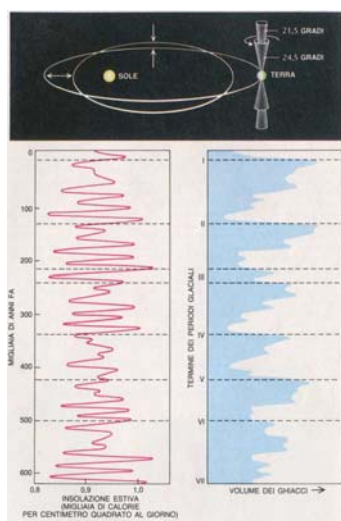 21,5 GRADI
24,5 GRADI
SOLE
TERRA
0
100
200
300
400
500
600
MIGLIAIA DI ANNI FA
0,8
0,9
1,0
INSOLAZIONE ESTIVA
(MIGLIAIA DI CALORIE
PER CENTIMETRO QUADRATO AL GIORNO)
TERMINE DEI PERIODI GLACIALI
I
II
III
IV
V
VI
VII
VOLUME DEI GHIACCI